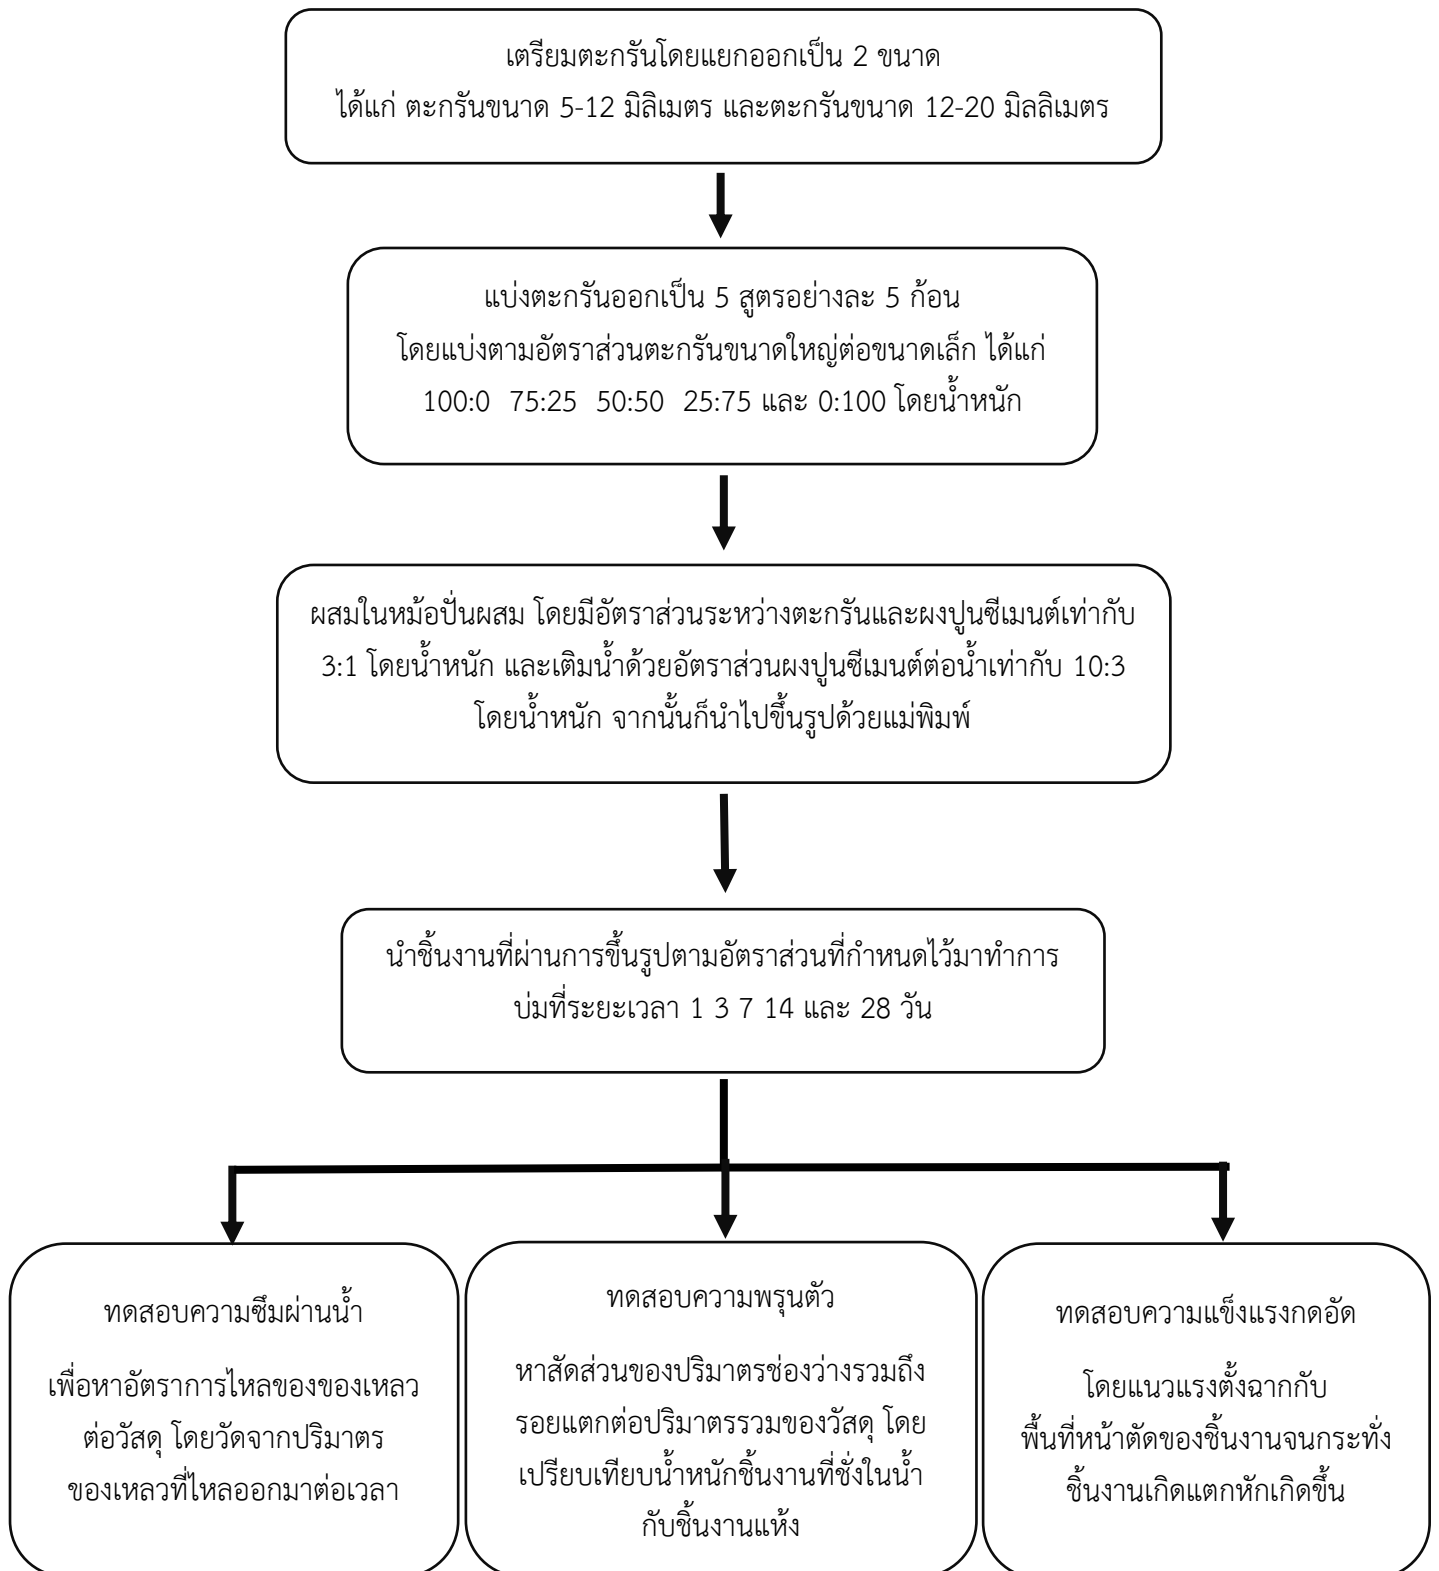 เตรียมตะกรันโดยแยกออกเป็น 2 ขนาด
ได้แก่ ตะกรันขนาด 5-12 มิลิเมตร และตะกรันขนาด 12-20 มิลลิเมตร
แบ่งตะกรันออกเป็น 5 สูตรอย่างละ 5 ก้อน
โดยแบ่งตามอัตราส่วนตะกรันขนาดใหญ่ต่อขนาดเล็ก ได้แก่
100:0 75:25 50:50 25:75 และ 0:100 โดยน้ำหนัก
ผสมในหม้อปั่นผสม โดยมีอัตราส่วนระหว่างตะกรันและผงปูนซีเมนต์เท่ากับ
3:1 โดยน้ำหนัก และเติมน้ำด้วยอัตราส่วนผงปูนซีเมนต์ต่อน้ำเท่ากับ 10:3
โดยน้ำหนัก จากนั้นก็นำไปขึ้นรูปด้วยแม่พิมพ์
นำชิ้นงานที่ผ่านการขึ้นรูปตามอัตราส่วนที่กำหนดไว้มาทำการ
บ่มที่ระยะเวลา 1 3 7 14 และ 28 วัน
ทดสอบความซึมผ่านน้ำ
เพื่อหาอัตราการไหลของของเหลว
ต่อวัสดุ โดยวัดจากปริมาตร
ของเหลวที่ไหลออกมาต่อเวลา
ทดสอบความพรุนตัว
หาสัดส่วนของปริมาตรช่องว่างรวมถึง
รอยแตกต่อปริมาตรรวมของวัสดุ โดย
เปรียบเทียบน้ำหนักชิ้นงานที่ชั่งในน้ำ
กับชิ้นงานแห้ง
ทดสอบความแข็งแรงกดอัด
โดยแนวแรงตั้งฉากกับ
พื้นที่หน้าตัดของชิ้นงานจนกระทั่ง
ชิ้นงานเกิดแตกหักเกิดขึ้น